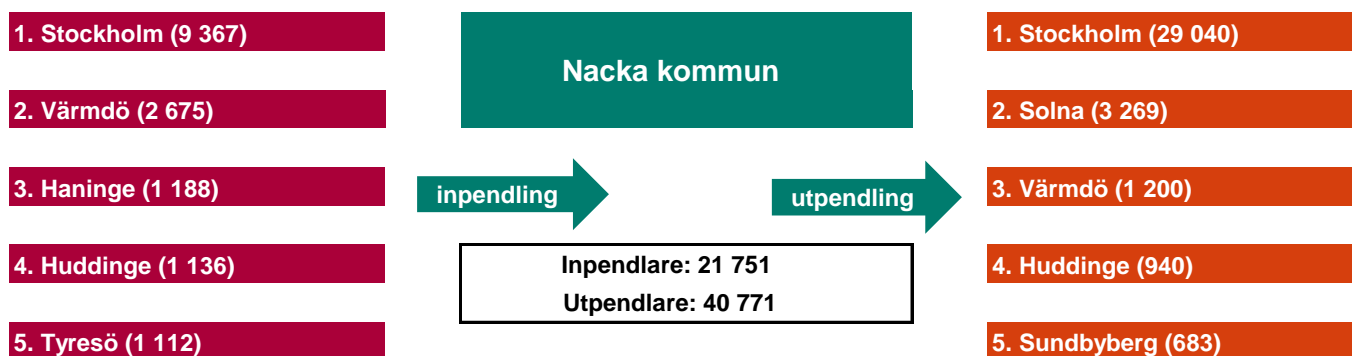 1. Stockholm (9 367)
2. Värmdö (2 675)
3. Haninge (1 188)
4. Huddinge (1 136)
5. Tyresö (1 112)
Nacka kommun
inpendling
utpendling
Inpendlare: 21 751
Utpendlare: 40 771
1. Stockholm (29 040)
2. Solna (3 269)
3. Värmdö (1 200)
4. Huddinge (940)
5. Sundbyberg (683)